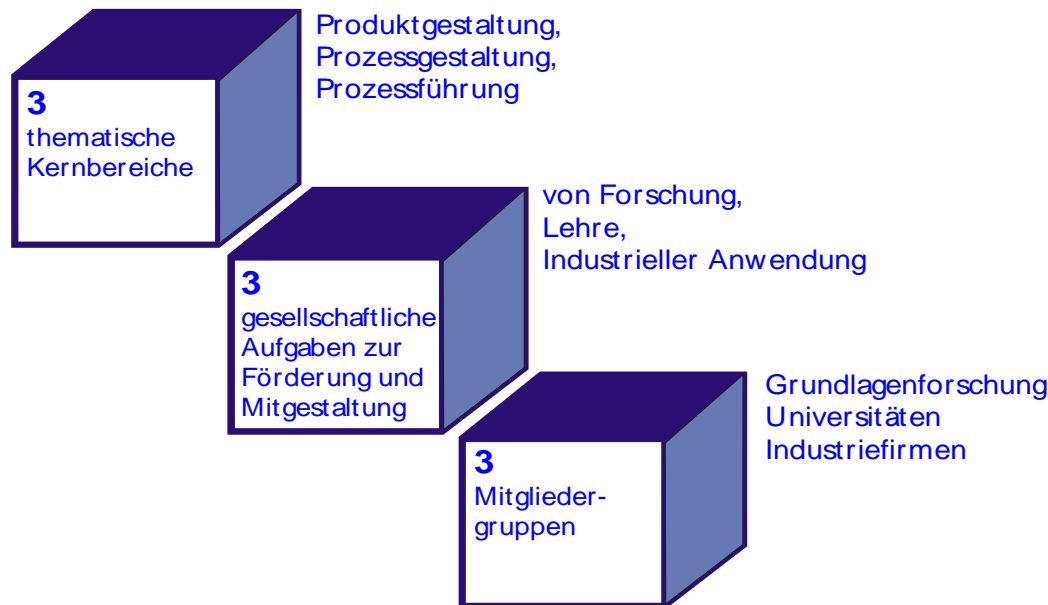 Produktgestaltung,
Prozessgestaltung,
Prozessführung
3
thematische
Kernbereiche
von Forschung,
Lehre,
Industrieller Anwendung
3
gesellschaftliche
Aufgaben zur
Förderung und
Mitgestaltung
Grundlagenforschung
Universitäten
Industriefirmen
3
Mitglieder-
gruppen